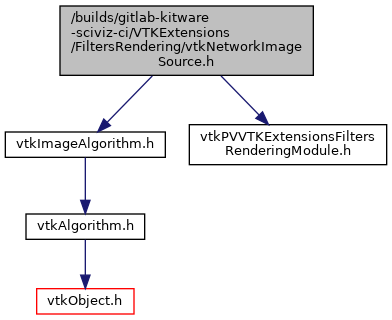 /builds/gitlab-kitware
-sciviz-ci/VTKExtensions
/FiltersRendering/vtkNetworkImage
Source.h
vtkImageAlgorithm.h
vtkPVVTKExtensionsFilters
RenderingModule.h
vtkAlgorithm.h
vtkObject.h